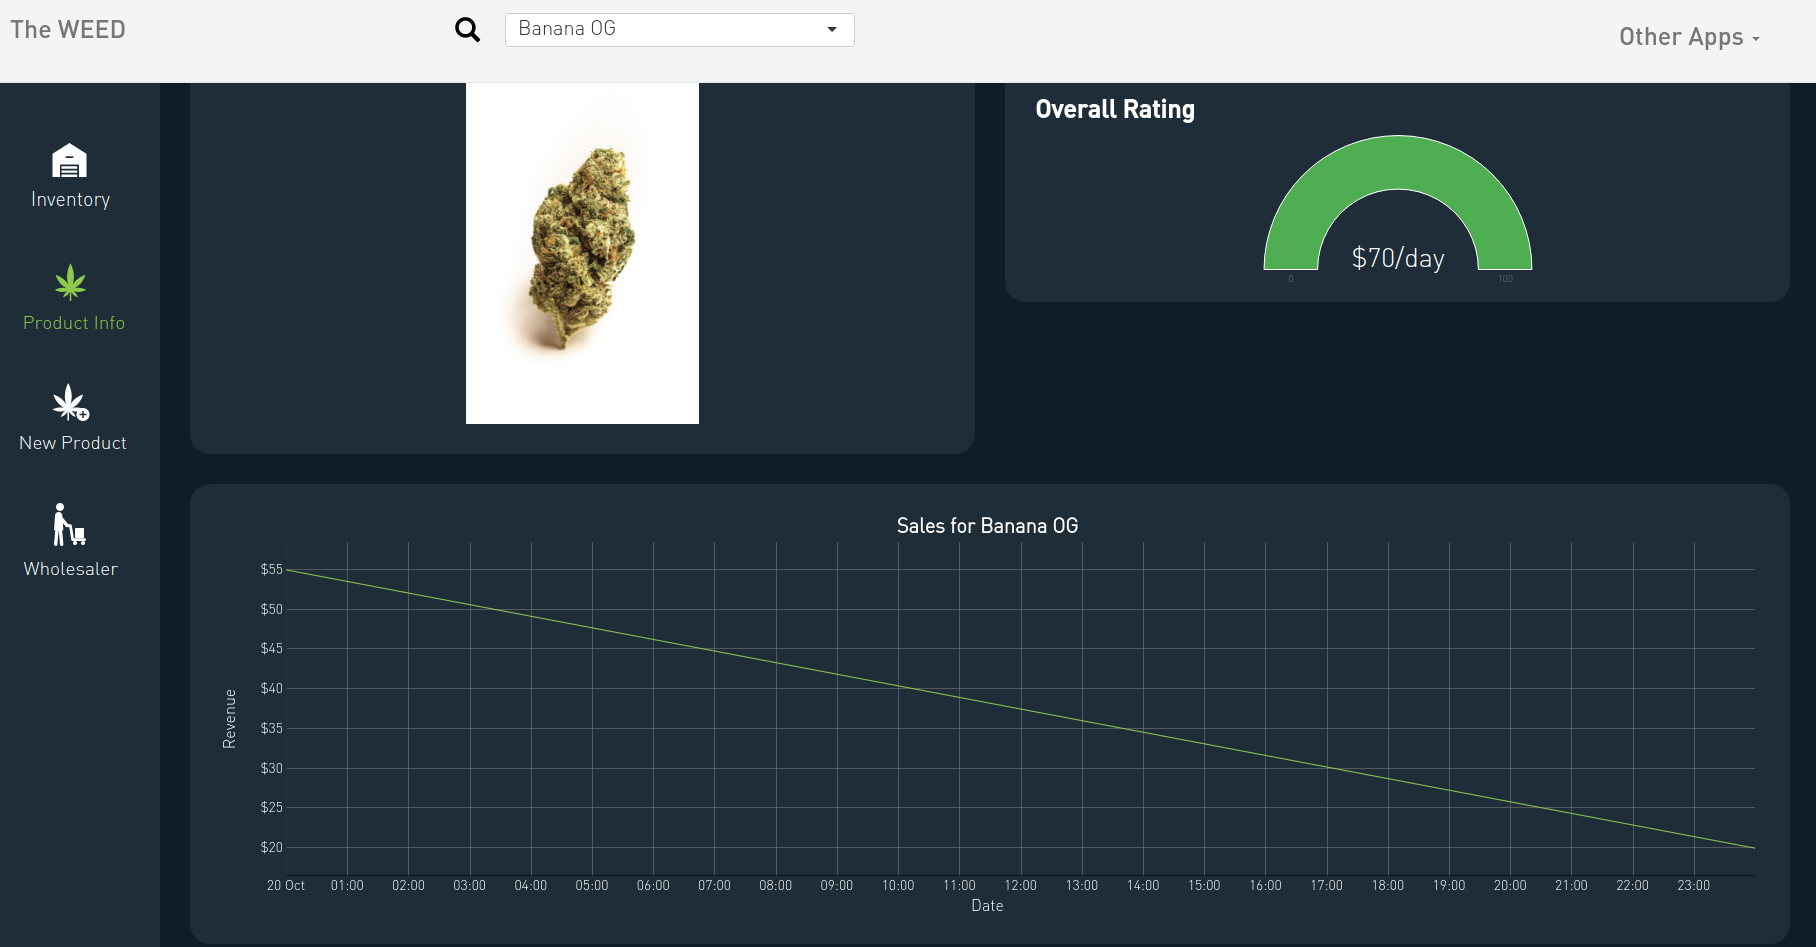 The WEED
Banana OG
Other Apps
Inventory
Product Info
New Product
Wholesaler
Overall Rating
$70/day
0 100
Sales for Banana OG
$55
$50
$45
$40
$35
$30
$25
$20
Revenue
20 Oct 01:00 02:00 03:00 04:00 05:00 06:00 07:00 08:00 09:00 10:00 11:00 12:00 13:00 14:00 15:00 16:00 17:00 18:00 19:00 20:00 21:00 22:00 23:00
Date